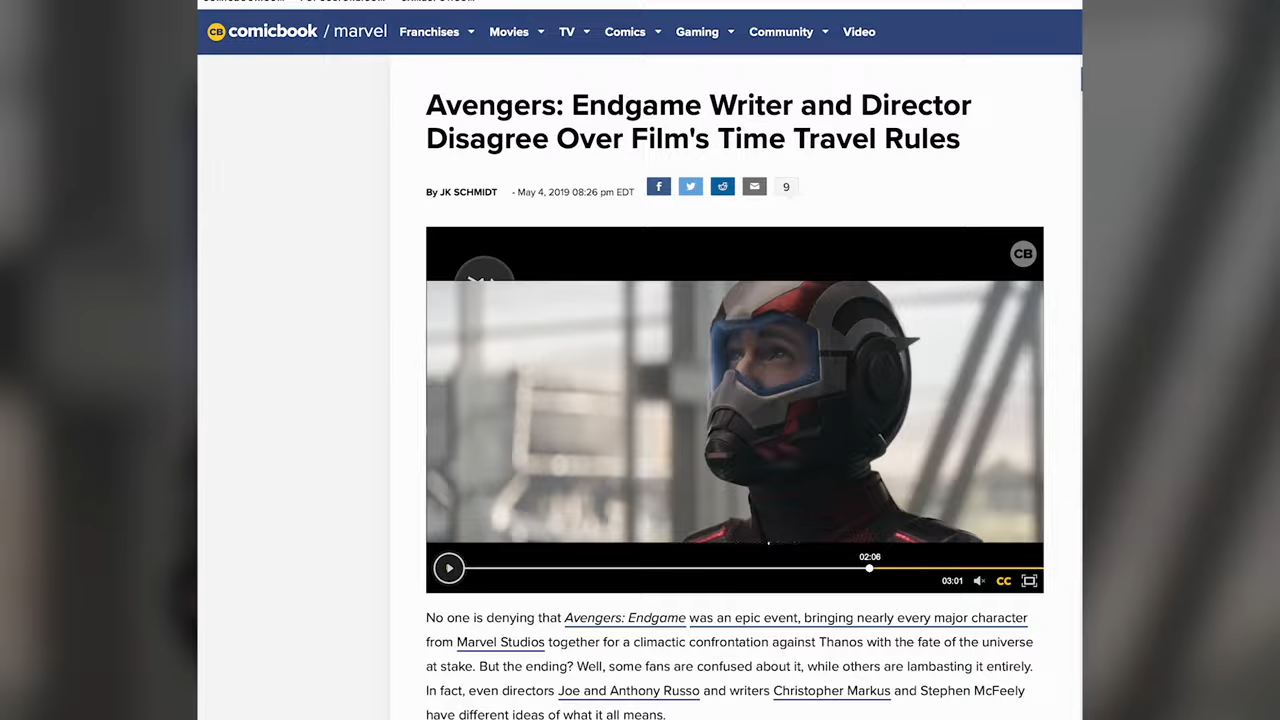 CB comicbook / marvel Franchises Movies TV Comics Gaming Community Video
Avengers: Endgame Writer and Director
Disagree Over Film's Time Travel Rules
By JK SCHMIDT - May 4, 2019 08:26 pm EDT 9
CB
02:06
03:01 CC
No one is denying that Avengers: Endgame was an epic event, bringing nearly every major character
from Marvel Studios together for a climactic confrontation against Thanos with the fate of the universe
at stake. But the ending? Well, some fans are confused about it, while others are lambasting it entirely.
In fact, even directors Joe and Anthony Russo and writers Christopher Markus and Stephen McFeely
have different ideas of what it all means.